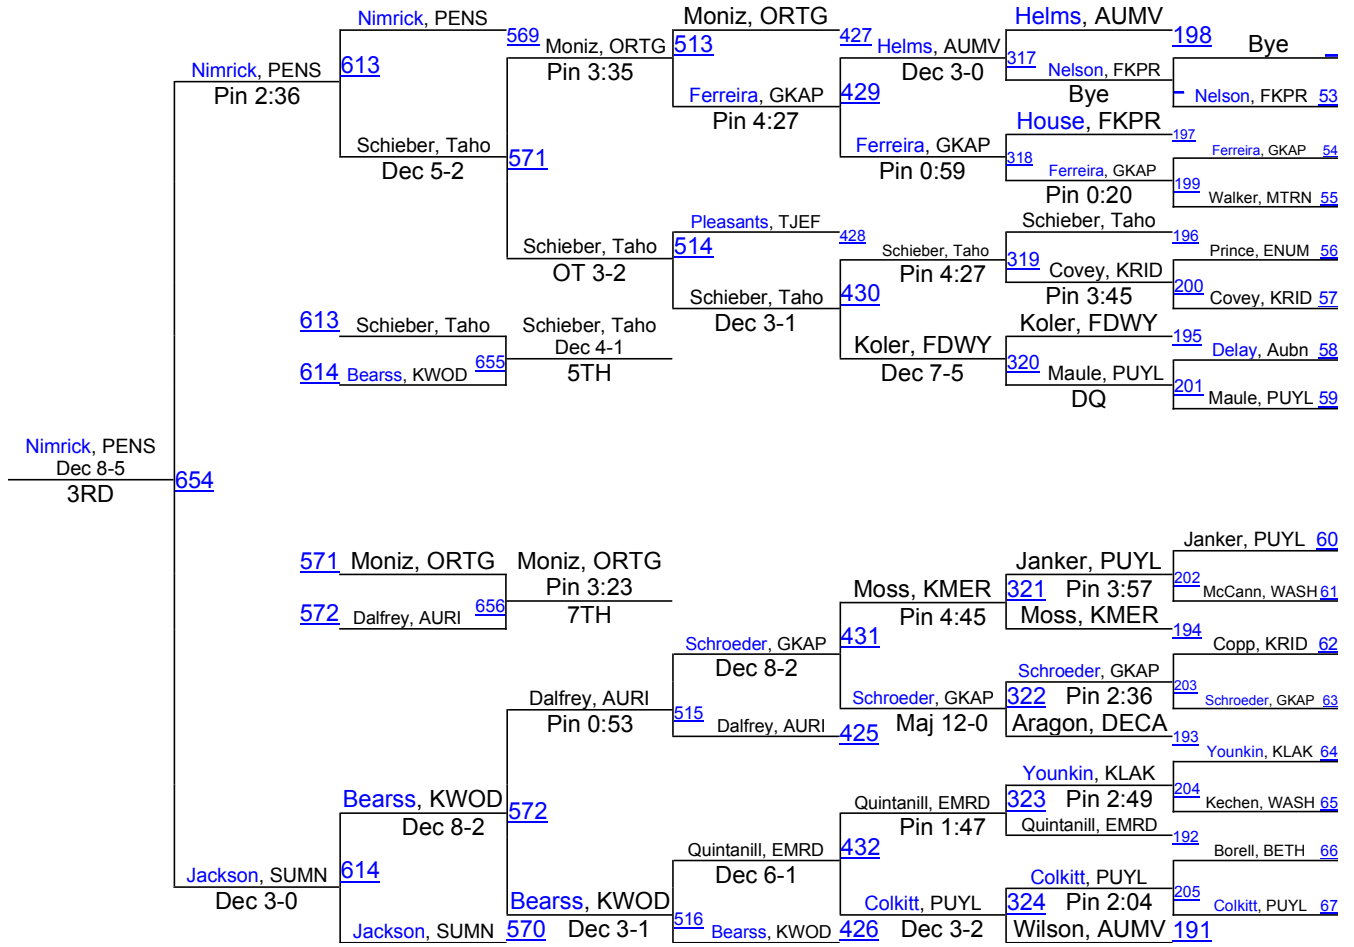 Nimrick, PENS
Moniz, ORTG
Helms, AUMV
198
Bye
569
Moniz, ORTG
513
427
Helms, AUMV
317
Nimrick, PENS
613
Pin 3:35
Dec 3-0
Nelson, FKPR
Pin 2:36
Ferreira, GKAP
429
Bye
Nelson, FKPR 53
Pin 4:27
House, FKPR
197
Schieber, Taho
571
Ferreira, GKAP
318
Ferreira, GKAP 54
Dec 5-2
Pin 0:59
Ferreira, GKAP
199
Pin 0:20
Walker, MTRN 55
Pleasants, TJEF
428
Schieber, Taho
196
Schieber, Taho
514
Schieber, Taho
319
Prince, ENUM 56
OT 3-2
Pin 4:27
Covey, KRID
200
Schieber, Taho
430
Pin 3:45
Covey, KRID 57
613
Schieber, Taho
Schieber, Taho
Dec 3-1
Koler, FDWY
195
Dec 4-1
Koler, FDWY
320
Delay, Aubn 58
614
Bearss, KWOD
655
5TH
Dec 7-5
Maule, PUYL
201
DQ
Maule, PUYL 59
Nimrick, PENS
Dec 8-5
654
3RD
Janker, PUYL 60
571
Moniz, ORTG
Moniz, ORTG
Janker, PUYL
202
Pin 3:23
Moss, KMER
321
Pin 3:57
McCann, WASH 61
572
Dalfrey, AURI
656
7TH
Pin 4:45
Moss, KMER
194
Schroeder, GKAP
431
Copp, KRID 62
Dec 8-2
Schroeder, GKAP
203
Dalfrey, AURI
Schroeder, GKAP
322
Pin 2:36
Schroeder, GKAP 63
Pin 0:53
515
Dalfrey, AURI
425
Maj 12-0
Aragon, DECA
193
Younkin, KLAK 64
Younkin, KLAK
204
Bearss, KWOD
572
Quintanill, EMRD
323
Pin 2:49
Kechen, WASH 65
Dec 8-2
Pin 1:47
Quintanill, EMRD
192
Quintanill, EMRD
432
Borell, BETH 66
Jackson, SUMN
614
Dec 6-1
Colkitt, PUYL
205
Dec 3-0
Bearss, KWOD
Colkitt, PUYL
324
Pin 2:04
Colkitt, PUYL 67
Jackson, SUMN
570
Dec 3-1
516
Bearss, KWOD
426
Dec 3-2
Wilson, AUMV
191